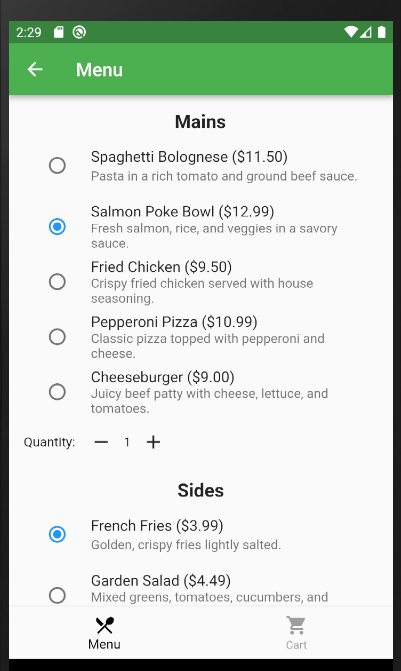 2:29
Menu
Mains
Spaghetti Bolognese ($11.50)
Pasta in a rich tomato and ground beef sauce.
Salmon Poke Bowl ($12.99)
Fresh salmon, rice, and veggies in a savory
sauce.
Fried Chicken ($9.50)
Crispy fried chicken served with house
seasoning.
Pepperoni Pizza ($10.99)
Classic pizza topped with pepperoni and
cheese.
Cheeseburger ($9.00)
Juicy beef patty with cheese, lettuce, and
tomatoes.
Quantity: 1
Sides
French Fries ($3.99)
Golden, crispy fries lightly salted.
Garden Salad ($4.49)
Mixed greens, tomatoes, cucumbers, and
Menu
Cart